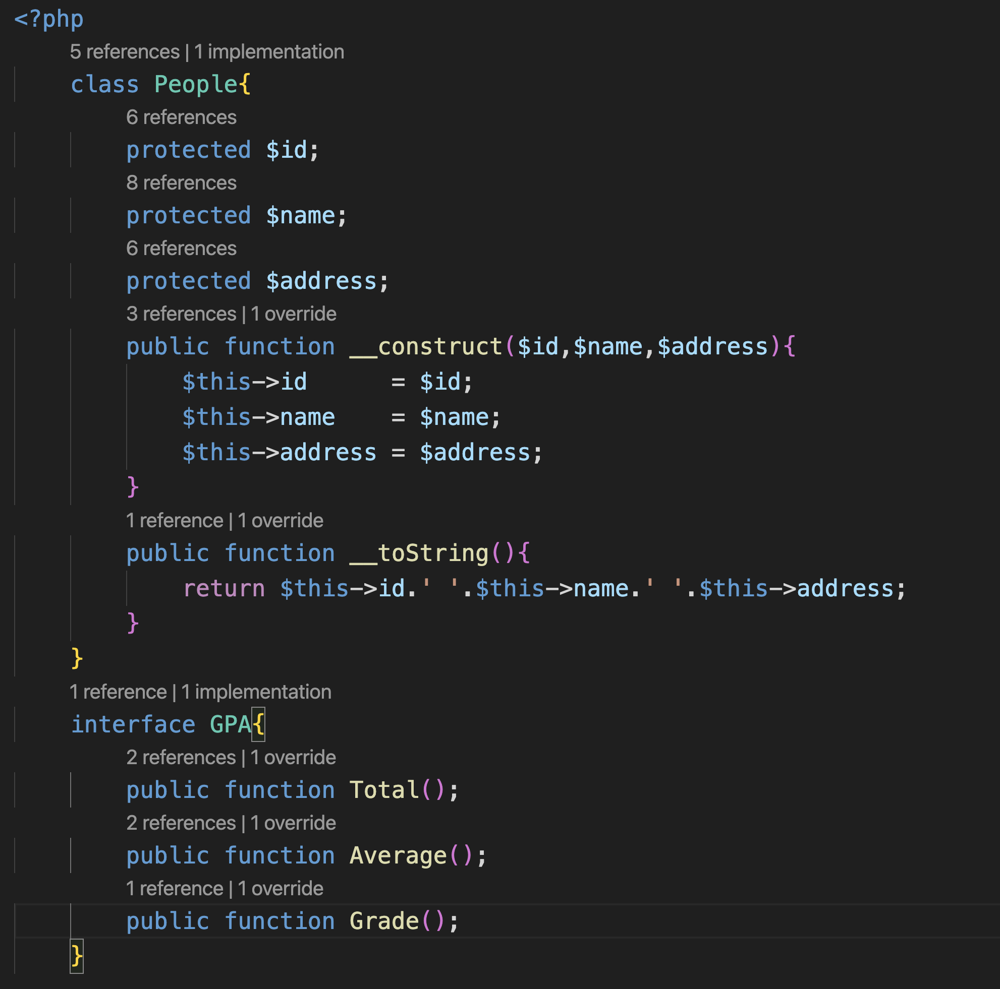 <?php
5 references | 1 implementation
class People{
6 references
protected $id;
8 references
protected $name;
6 references
protected $address;
3 references | 1 override
public function __construct($id,$name,$address){
$this->id      = $id;
$this->name    = $name;
$this->address = $address;
}
1 reference | 1 override
public function __toString(){
return $this->id.' '.$this->name.' '.$this->address;
}
}
1 reference | 1 implementation
interface GPA{
2 references | 1 override
public function Total();
2 references | 1 override
public function Average();
1 reference | 1 override
public function Grade();
}